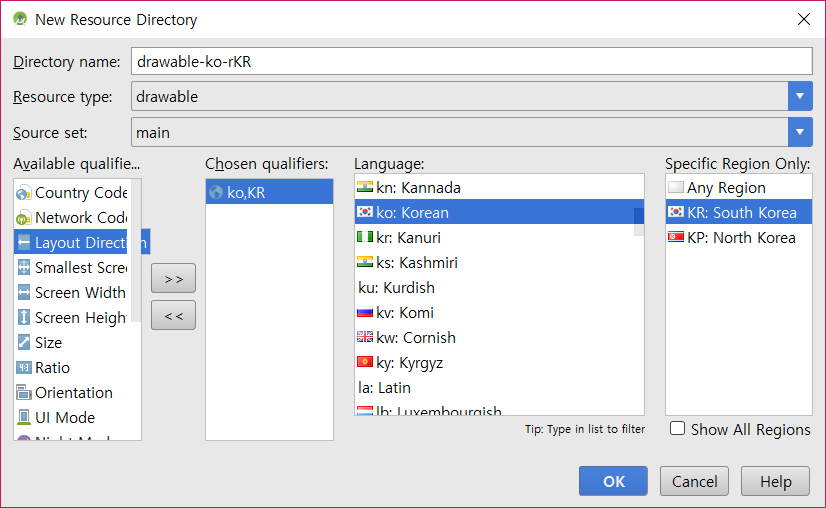 New Resource Directory
Directory name: drawable-ko-rKR
Resource type: drawable
Source set: main
Available qualifie...
Country Code
Network Code
Layout Direction
Smallest Scree
Screen Width
Screen Height
Size
Ratio
Orientation
UI Mode
Night Mode
>>
<<
Chosen qualifiers:
ko,KR
Language:
kn: Kannada
ko: Korean
kr: Kanuri
ks: Kashmiri
ku: Kurdish
kv: Komi
kw: Cornish
ky: Kyrgyz
la: Latin
lb: Luxembourgish
Tip: Type in list to filter
Specific Region Only:
Any Region
KR: South Korea
KP: North Korea
Show All Regions
OK
Cancel
Help